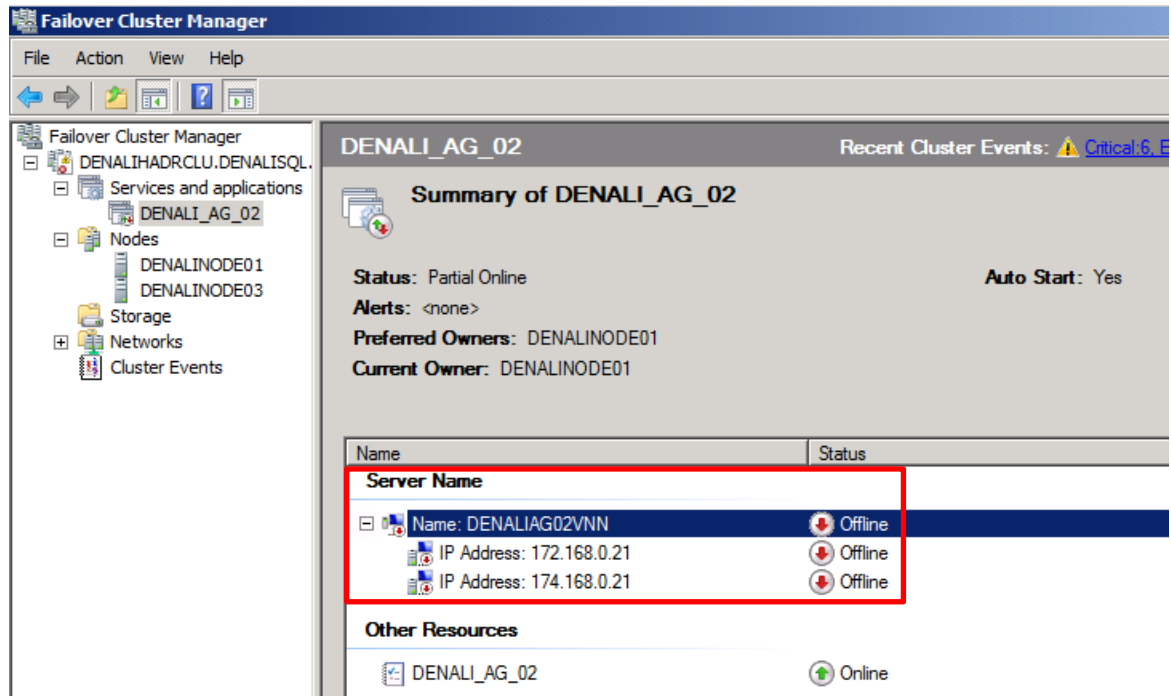 Failover Cluster Manager
File Action View Help
Failover Cluster Manager
DENALIHADRCLU.DENALISQL.
Services and applications
DENALI_AG_02
Nodes
DENALINODE01
DENALINODE03
Storage
Networks
Cluster Events
DENALI_AG_02 Recent Cluster Events: Critical:6, E
Summary of DENALI_AG_02
Status: Partial Online Auto Start: Yes
Alerts: <none>
Preferred Owners: DENALINODE01
Current Owner: DENALINODE01
Name Status
Server Name
Name: DENALIAG02VNN Offline
IP Address: 172.168.0.21 Offline
IP Address: 174.168.0.21 Offline
Other Resources
DENALI_AG_02 Online